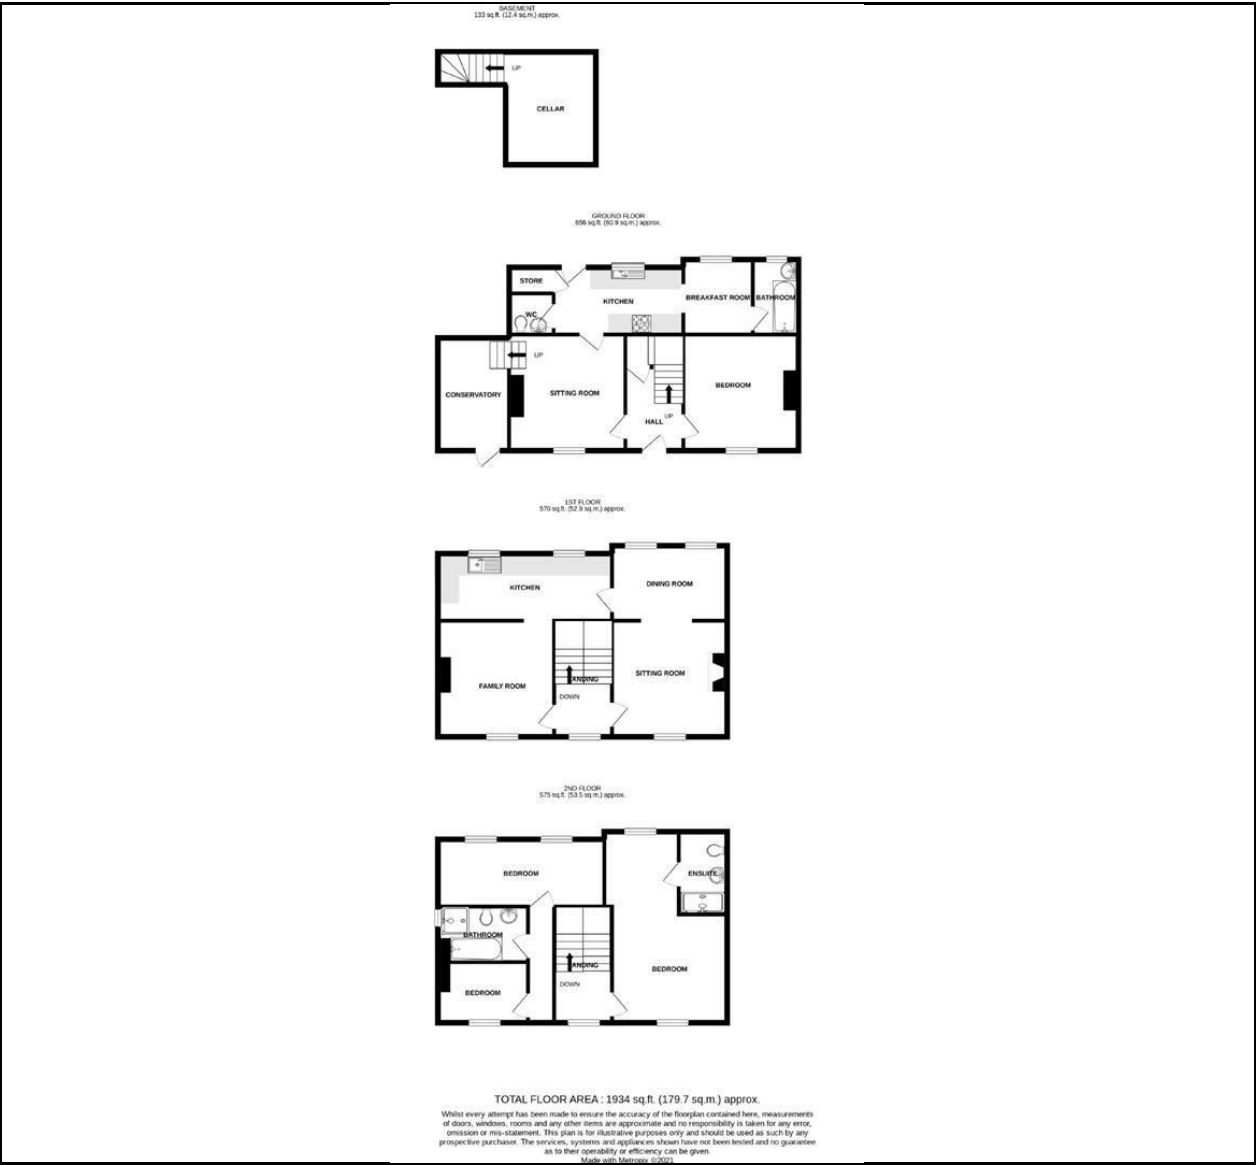 BASEMENT
133 sq.ft. (12.4 sq.m.) approx.
UP
CELLAR
GROUND FLOOR
656 sq.ft. (60.9 sq.m.) approx.
STORE
KITCHEN
BREAKFAST ROOM
BATHROOM
WC
UP
CONSERVATORY
SITTING ROOM
BEDROOM
UP
HALL
1ST FLOOR
570 sq.ft. (52.9 sq.m.) approx.
KITCHEN
DINING ROOM
FAMILY ROOM
LANDING
SITTING ROOM
DOWN
2ND FLOOR
575 sq.ft. (53.5 sq.m.) approx.
BEDROOM
ENSUITE
BATHROOM
LANDING
BEDROOM
DOWN
BEDROOM
TOTAL FLOOR AREA : 1934 sq.ft. (179.7 sq.m.) approx.
Whilst every attempt has been made to ensure the accuracy of the floorplan contained here, measurements
of doors, windows, rooms and any other items are approximate and no responsibility is taken for any error,
omission or mis-statement. This plan is for illustrative purposes only and should be used as such by any
prospective purchaser. The services, systems and appliances shown have not been tested and no guarantee
as to their operability or efficiency can be given.
Made with Metropix ©2021